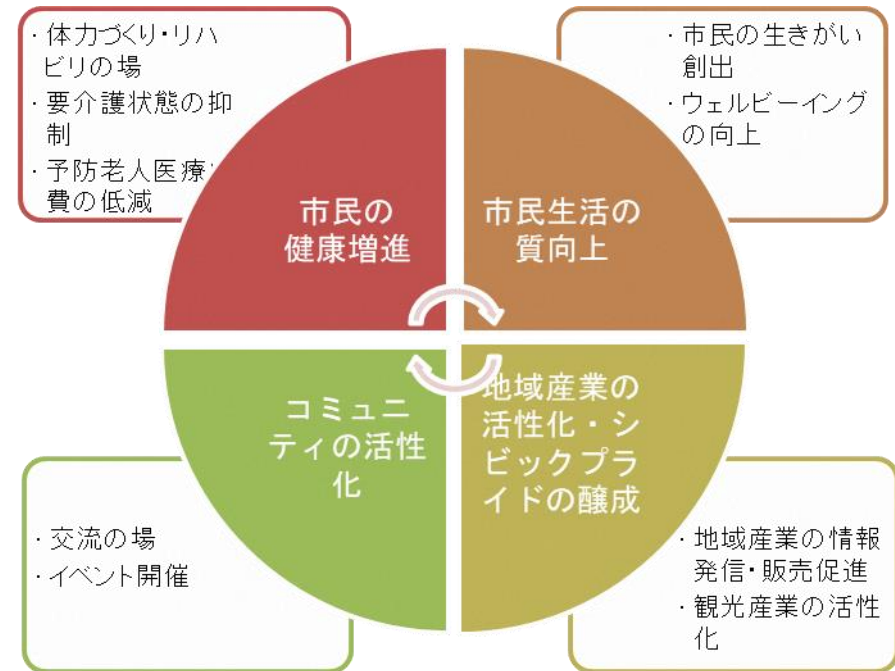 ・体力づくり・リハ
ビリの場
・要介護状態の抑
制
・予防老人医療
費の低減
・市民の生きがい
創出
・ウェルビーイング
の向上
市民の
健康増進
市民生活の
質向上
コミュニ
ティの活性
化
地域産業の
活性化・シ
ビックプラ
イドの醸成
・交流の場
・イベント開催
・地域産業の情報
発信・販売促進
・観光産業の活性
化